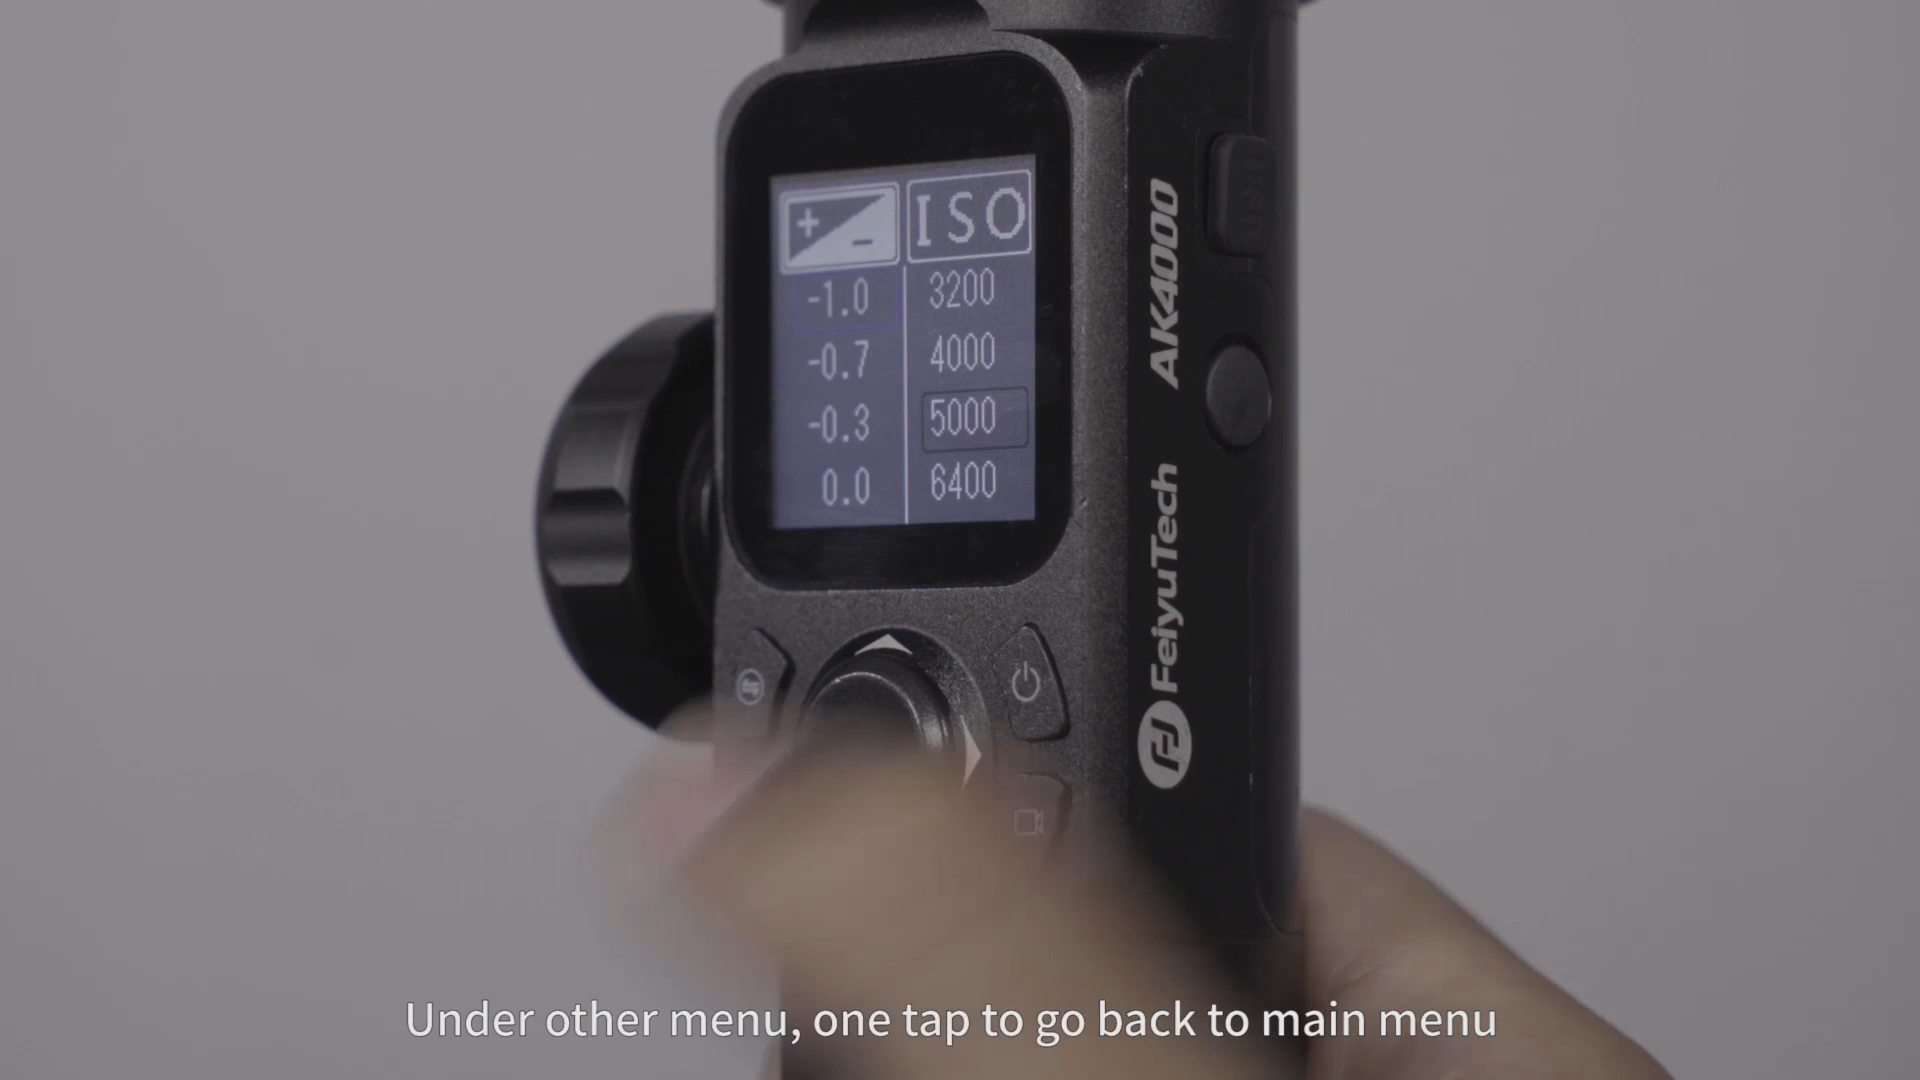 + - ISO
-1.0 3200
-0.7 4000
-0.3 5000
0.0 6400
AK4000
FeiyuTech
Under other menu, one tap to go back to main menu